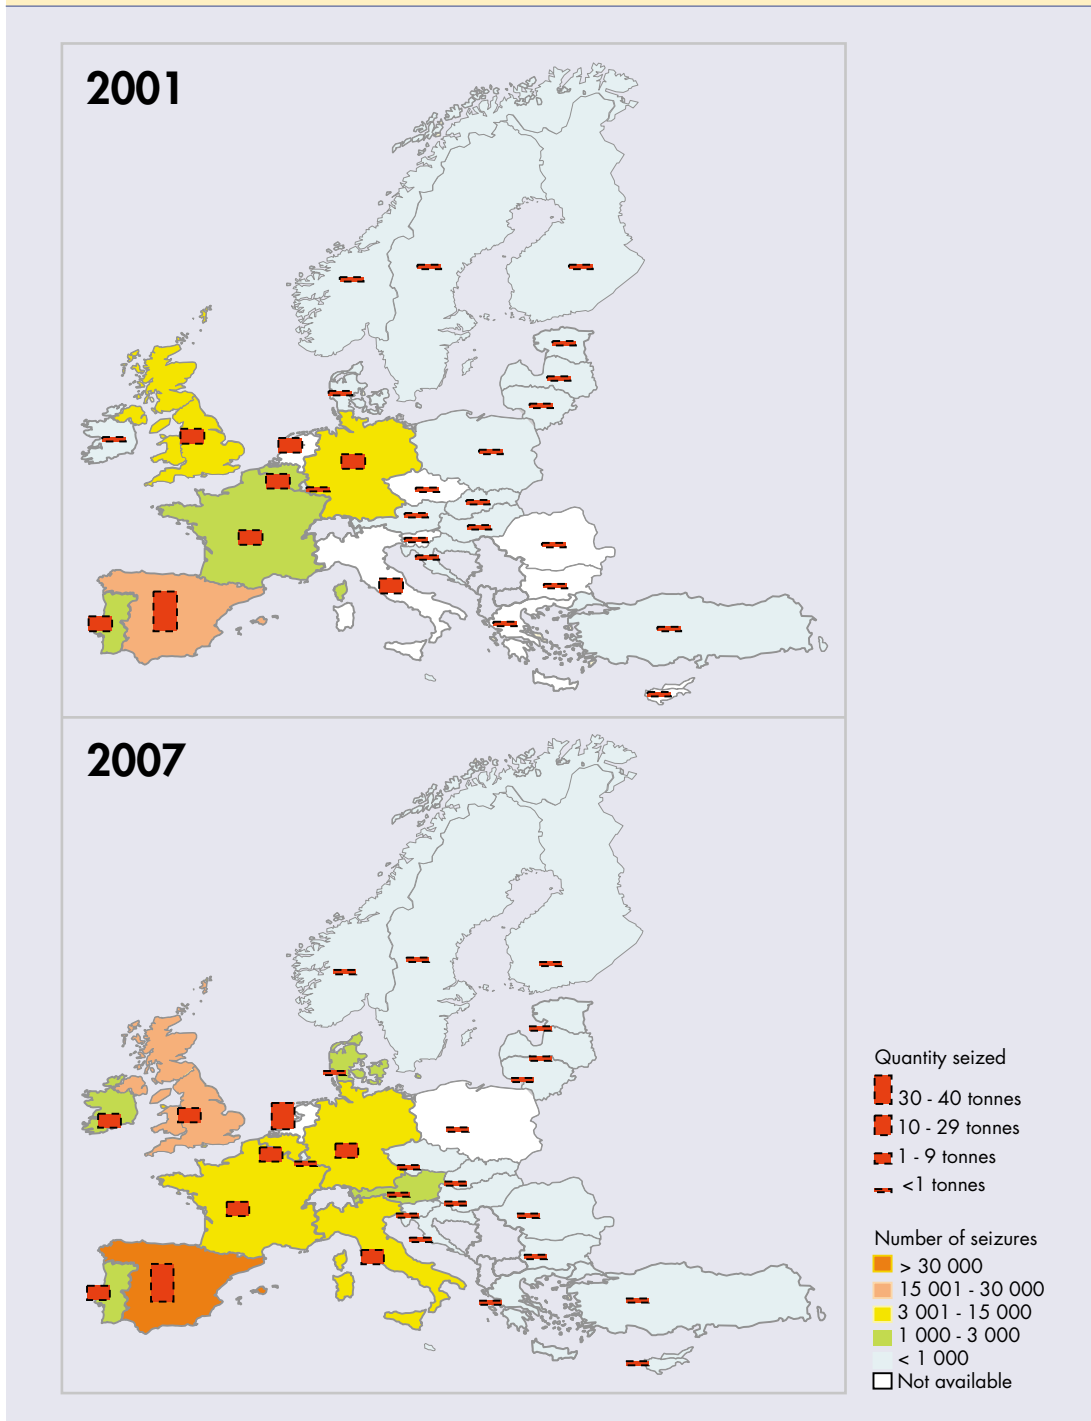 2001
2007
Quantity seized
30 - 40 tonnes
10 - 29 tonnes
1 - 9 tonnes
<1 tonnes
Number of seizures
> 30 000
15 001 - 30 000
3 001 - 15 000
1 000 - 3 000
< 1 000
Not available